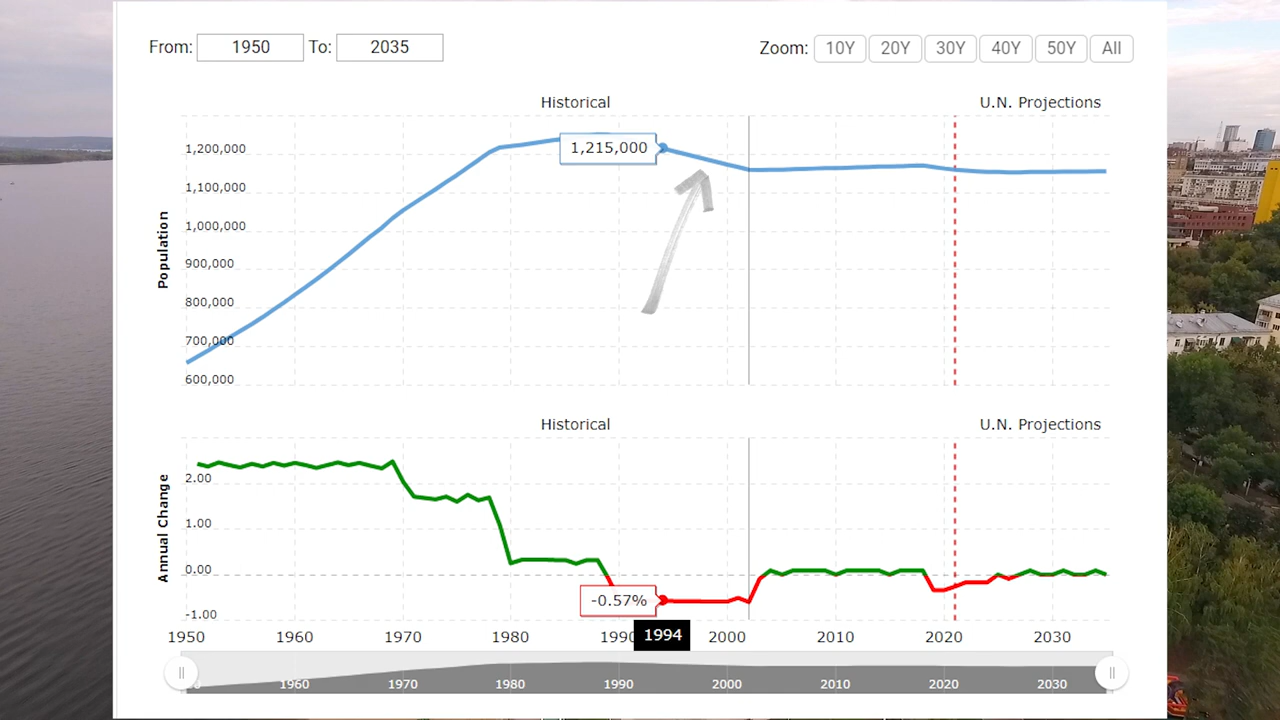 From: 1950 To: 2035 Zoom: 10Y 20Y 30Y 40Y 50Y All
Historical U.N. Projections
1,200,000
1,215,000
1,100,000
1,000,000
900,000
800,000
700,000
600,000
Population
Historical U.N. Projections
2.00
1.00
0.00
-0.57%
-1.00
Annual Change
1950 1960 1970 1980 1990 1994 2000 2010 2020 2030
1960 1970 1980 1990 2000 2010 2020 2030